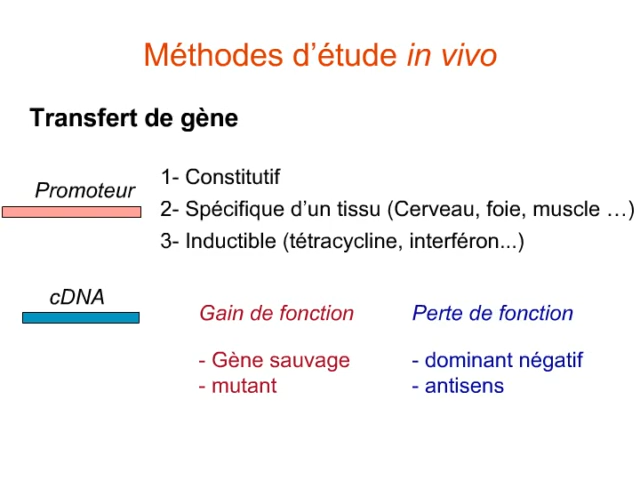 Méthodes d’étude in vivo
Transfert de gène
Promoteur
1- Constitutif
2- Spécifique d’un tissu (Cerveau, foie, muscle …)
3- Inductible (tétracycline, interféron...)
cDNA
Gain de fonction
- Gène sauvage
- mutant
Perte de fonction
- dominant négatif
- antisens